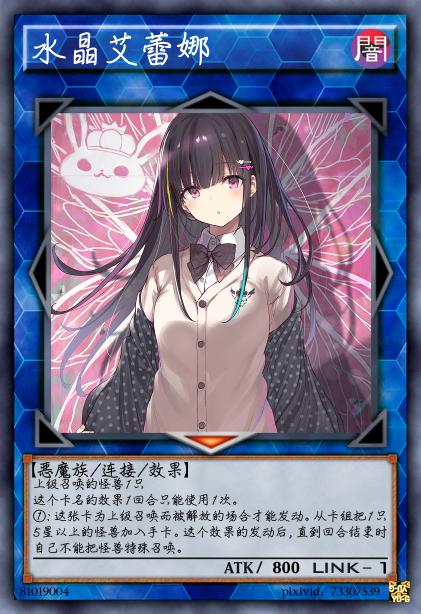 水晶艾蕾娜
闇
【恶魔族/连接/效果】
上级召唤的怪兽1只
这个卡名的效果1回合只能使用1次。
①:这张卡为上级召唤而被解放的场合才能发动。从卡组把1只
5星以上的怪兽加入手卡。这个效果的发动后,直到回合结束时
自己不能把怪兽特殊召唤。
ATK/ 800 LINK-1
81019004
pixivid: 73307539